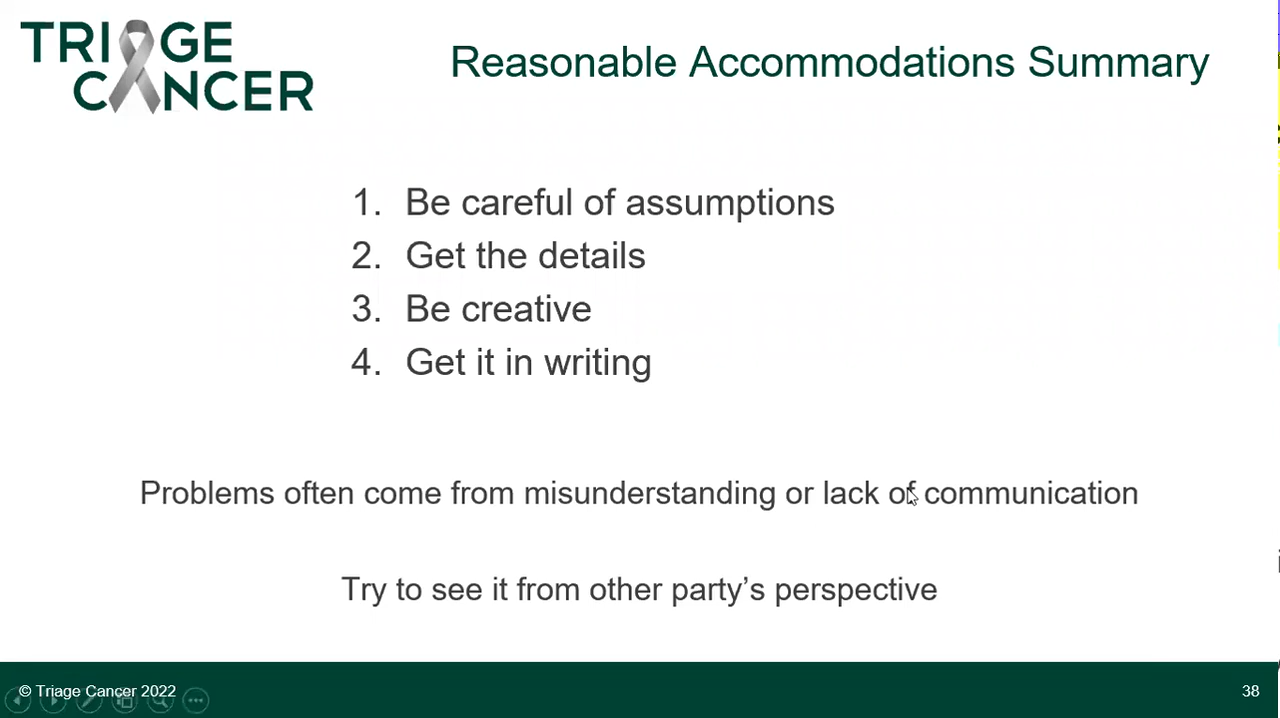 TRIAGE
CANCER
Reasonable Accommodations Summary
1. Be careful of assumptions
2. Get the details
3. Be creative
4. Get it in writing
Problems often come from misunderstanding or lack of communication
Try to see it from other party’s perspective
© Triage Cancer 2022
38